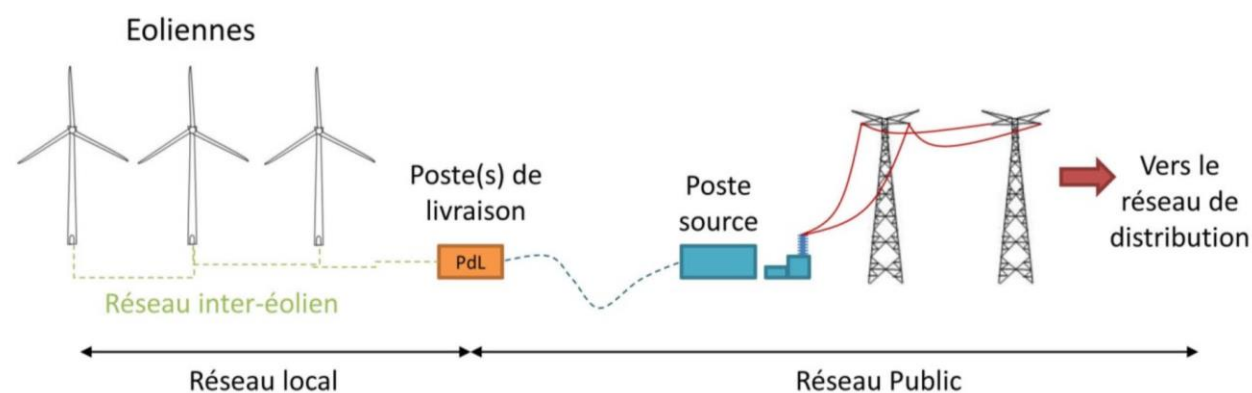 Eoliennes
Poste(s) de
livraison
PdL
Réseau inter-éolien
Poste
source
Vers le
réseau de
distribution
Réseau local
Réseau Public